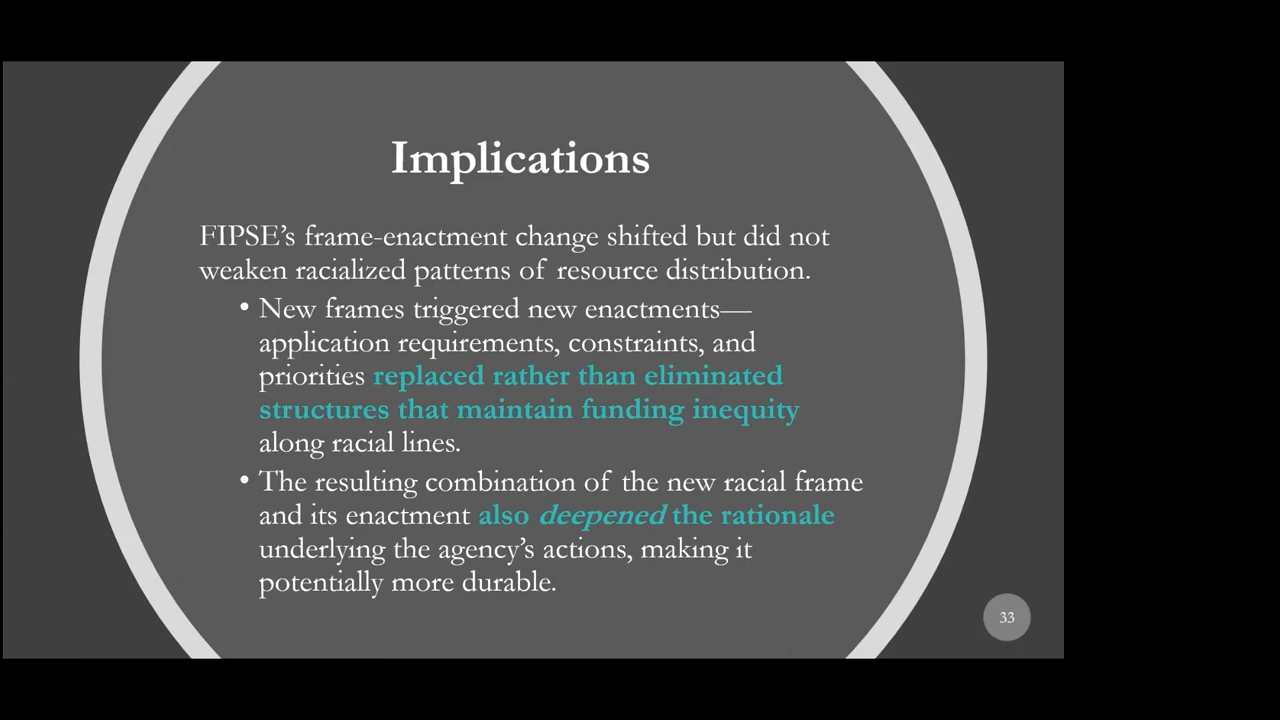 Implications
FIPSE's frame-enactment change shifted but did not
weaken racialized patterns of resource distribution.
• New frames triggered new enactments—
application requirements, constraints, and
priorities replaced rather than eliminated
structures that maintain funding inequity
along racial lines.
• The resulting combination of the new racial frame
and its enactment also deepened the rationale
underlying the agency's actions, making it
potentially more durable.
33